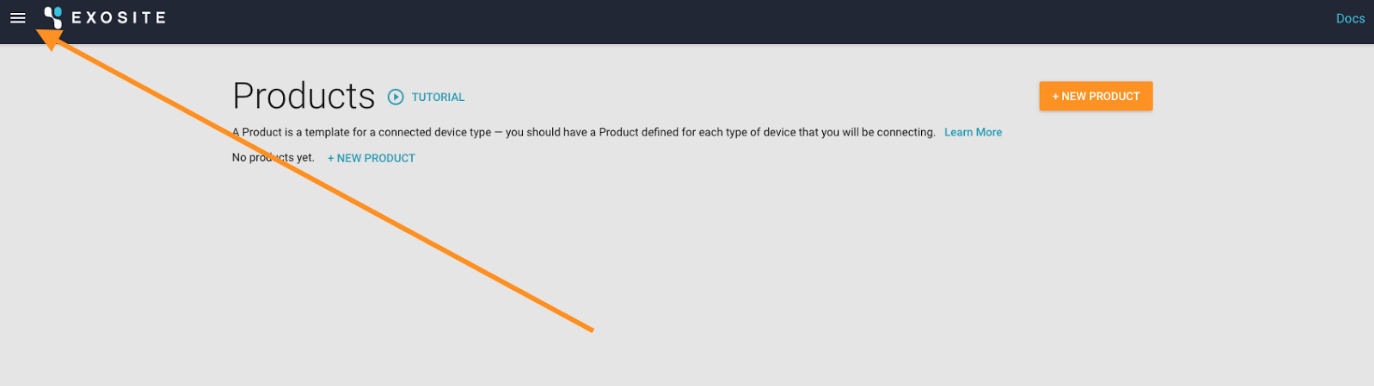 EXOSITE
Docs
Products TUTORIAL + NEW PRODUCT
A Product is a template for a connected device type — you should have a Product defined for each type of device that you will be connecting. Learn More
No products yet. + NEW PRODUCT